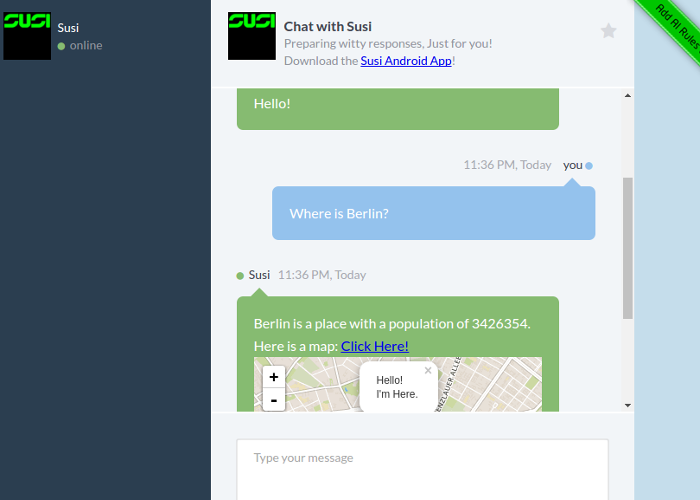 SUSI
Susi
online
SUSI
Chat with Susi
Preparing witty responses, Just for you!
Download the Susi Android App!
Add AI Rules
Hello!
11:36 PM, Today you
Where is Berlin?
Susi 11:36 PM, Today
Berlin is a place with a population of 3426354.
Here is a map: Click Here!
+
-
Hello!
I'm Here.
×
ENZLAUER ALLEE
Type your message